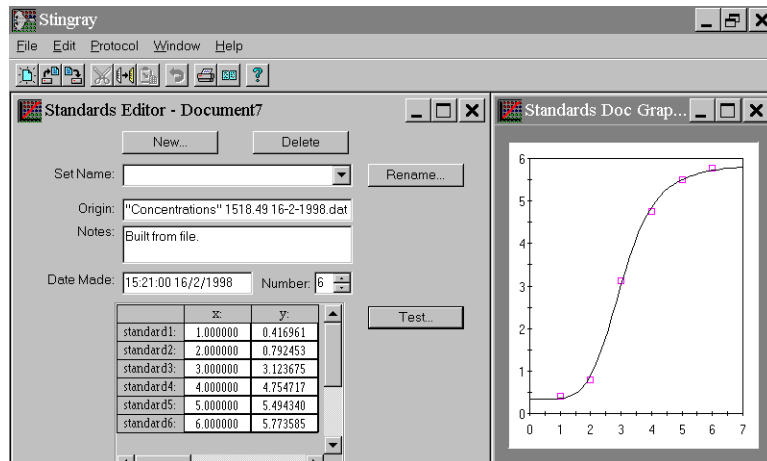 Stingray
File Edit Protocol Window Help
?
Standards Editor - Document7
New... Delete
Set Name: Rename...
Origin: "Concentrations" 1518.49 16-2-1998.dat
Notes: Built from file.
Date Made: 15:21:00 16/2/1998 Number: 6
x: y:
standard1: 1.000000 0.416961
standard2: 2.000000 0.792453
standard3: 3.000000 3.123675
standard4: 4.000000 4.754717
standard5: 5.000000 5.494340
standard6: 6.000000 5.773585
Test...
Standards Doc Grap...
6
5
4
3
2
1
0
0 1 2 3 4 5 6 7